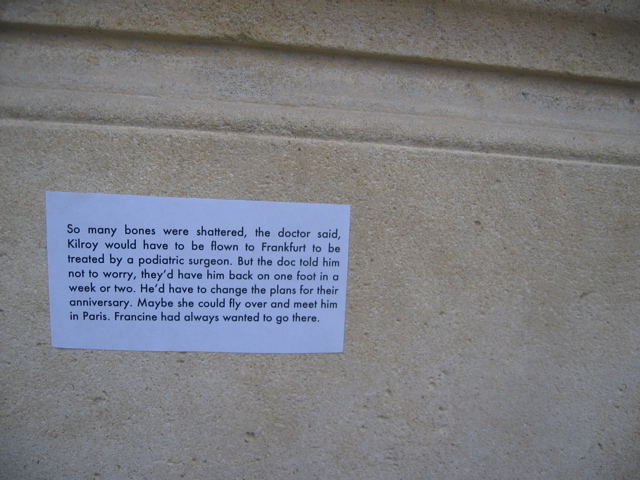 So many bones were shattered, the doctor said,
Kilroy would have to be flown to Frankfurt to be
treated by a podiatric surgeon. But the doc told him
not to worry, they'd have him back on one foot in a
week or two. He'd have to change the plans for their
anniversary. Maybe she could fly over and meet him
in Paris. Francine had always wanted to go there.